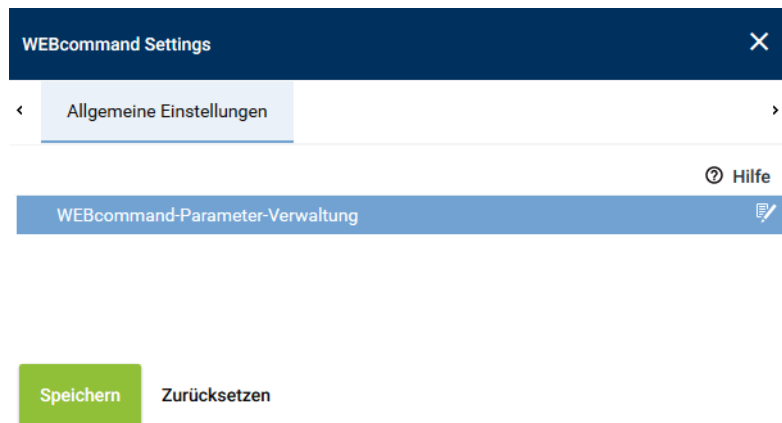 WEBcommand Settings
Allgemeine Einstellungen
Hilfe
WEBcommand-Parameter-Verwaltung
Speichern Zurücksetzen